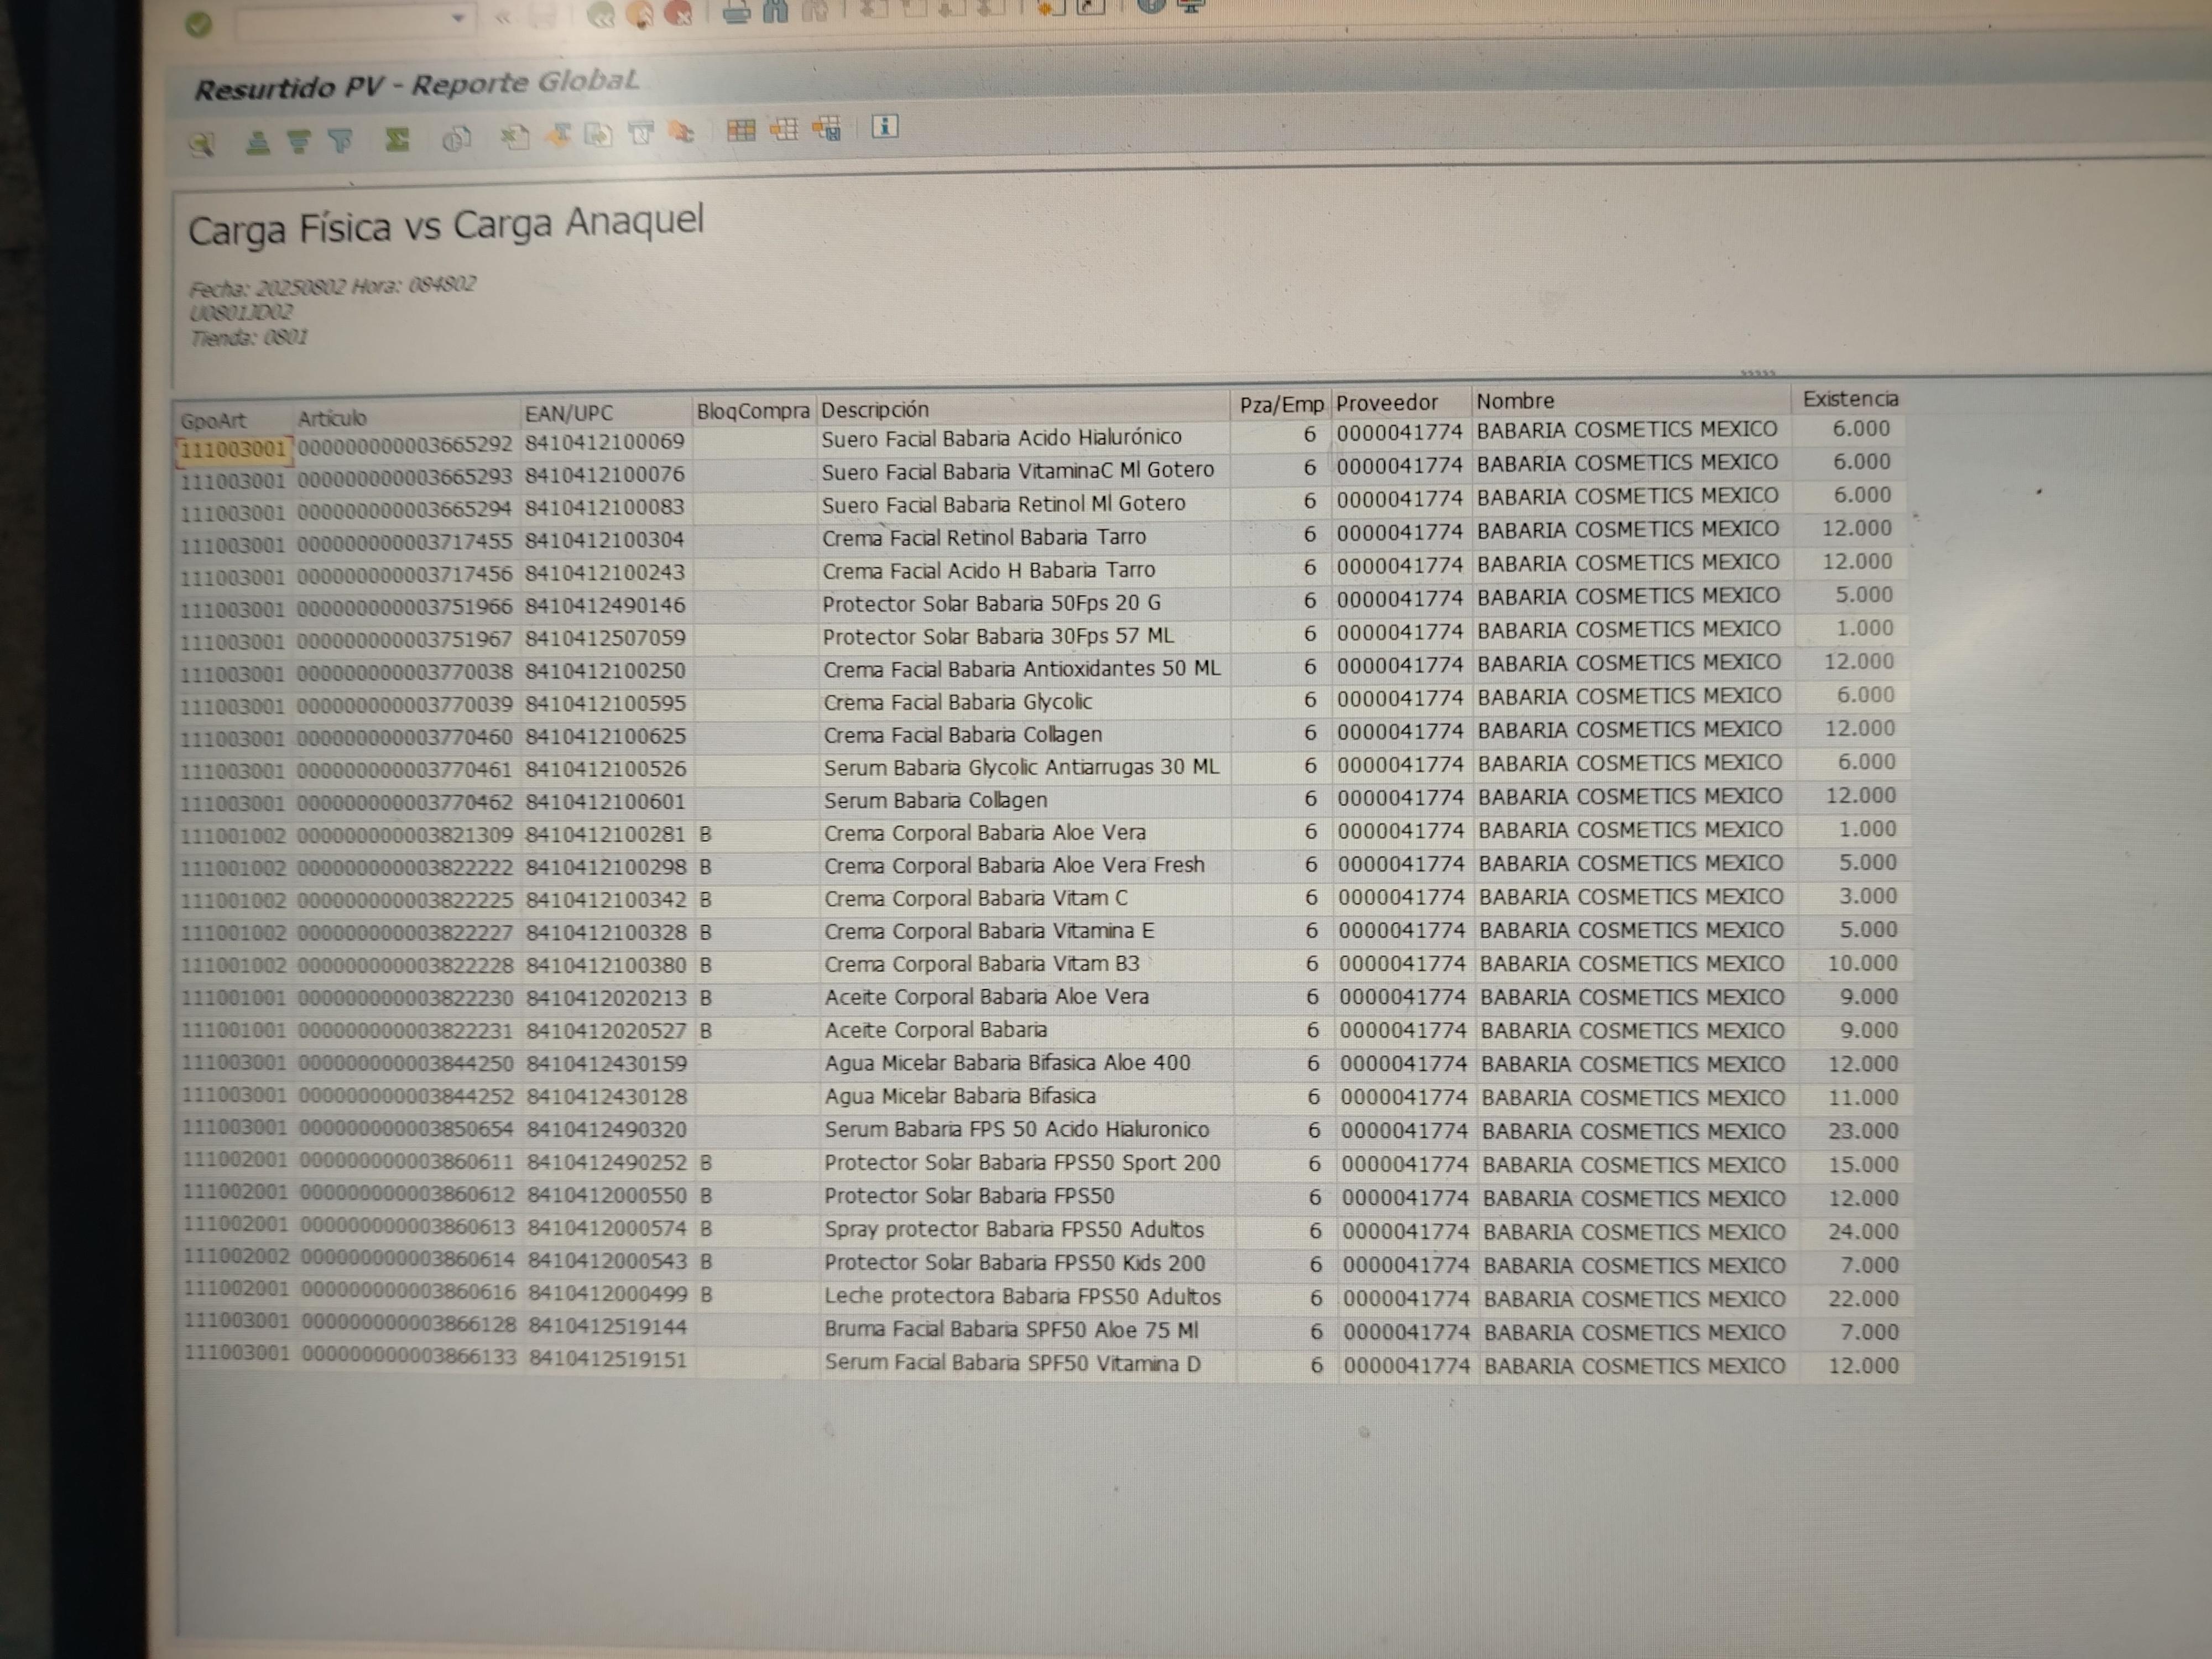 Resurtido PV - Reporte GlobaL
Carga Física vs Carga Anaquel
Fecha: 20250802 Hora: 084802
U0801JD02
Tienda: 0801
GpoArt Artículo EAN/UPC BloqCompra Descripción Pza/Emp Proveedor Nombre Existencia
111003001 000000000003665292 8410412100069 Suero Facial Babaria Acido Hialurónico 6 0000041774 BABARIA COSMETICS MEXICO 6.000
111003001 000000000003665293 8410412100076 Suero Facial Babaria VitaminaC Ml Gotero 6 0000041774 BABARIA COSMETICS MEXICO 6.000
111003001 000000000003665294 8410412100083 Suero Facial Babaria Retinol Ml Gotero 6 0000041774 BABARIA COSMETICS MEXICO 6.000
111003001 000000000003717455 8410412100304 Crema Facial Retinol Babaria Tarro 6 0000041774 BABARIA COSMETICS MEXICO 12.000
111003001 000000000003717456 8410412100243 Crema Facial Acido H Babaria Tarro 6 0000041774 BABARIA COSMETICS MEXICO 12.000
111003001 000000000003751966 8410412490146 Protector Solar Babaria 50Fps 20 G 6 0000041774 BABARIA COSMETICS MEXICO 5.000
111003001 000000000003751967 8410412507059 Protector Solar Babaria 30Fps 57 ML 6 0000041774 BABARIA COSMETICS MEXICO 1.000
111003001 000000000003770038 8410412100250 Crema Facial Babaria Antioxidantes 50 ML 6 0000041774 BABARIA COSMETICS MEXICO 12.000
111003001 000000000003770039 8410412100595 Crema Facial Babaria Glycolic 6 0000041774 BABARIA COSMETICS MEXICO 6.000
111003001 000000000003770460 8410412100625 Crema Facial Babaria Collagen 6 0000041774 BABARIA COSMETICS MEXICO 12.000
111003001 000000000003770461 8410412100526 Serum Babaria Glycolic Antiarrugas 30 ML 6 0000041774 BABARIA COSMETICS MEXICO 6.000
111003001 000000000003770462 8410412100601 Serum Babaria Collagen 6 0000041774 BABARIA COSMETICS MEXICO 12.000
111001002 000000000003821309 8410412100281 B Crema Corporal Babaria Aloe Vera 6 0000041774 BABARIA COSMETICS MEXICO 1.000
111001002 000000000003822222 8410412100298 B Crema Corporal Babaria Aloe Vera Fresh 6 0000041774 BABARIA COSMETICS MEXICO 5.000
111001002 000000000003822225 8410412100342 B Crema Corporal Babaria Vitam C 6 0000041774 BABARIA COSMETICS MEXICO 3.000
111001002 000000000003822227 8410412100328 B Crema Corporal Babaria Vitamina E 6 0000041774 BABARIA COSMETICS MEXICO 5.000
111001002 000000000003822228 8410412100380 B Crema Corporal Babaria Vitam B3 6 0000041774 BABARIA COSMETICS MEXICO 10.000
111001001 000000000003822230 8410412020213 B Aceite Corporal Babaria Aloe Vera 6 0000041774 BABARIA COSMETICS MEXICO 9.000
111001001 000000000003822231 8410412020527 B Aceite Corporal Babaria 6 0000041774 BABARIA COSMETICS MEXICO 9.000
111003001 000000000003844250 8410412430159 Agua Micelar Babaria Bifasica Aloe 400 6 0000041774 BABARIA COSMETICS MEXICO 12.000
111003001 000000000003844252 8410412430128 Agua Micelar Babaria Bifasica 6 0000041774 BABARIA COSMETICS MEXICO 11.000
111003001 000000000003850654 8410412490320 Serum Babaria FPS 50 Acido Hialuronico 6 0000041774 BABARIA COSMETICS MEXICO 23.000
111002001 000000000003860611 8410412490252 B Protector Solar Babaria FPS50 Sport 200 6 0000041774 BABARIA COSMETICS MEXICO 15.000
111002001 000000000003860612 8410412000550 B Protector Solar Babaria FPS50 6 0000041774 BABARIA COSMETICS MEXICO 12.000
111002001 000000000003860613 8410412000574 B Spray protector Babaria FPS50 Adultos 6 0000041774 BABARIA COSMETICS MEXICO 24.000
111002002 000000000003860614 8410412000543 B Protector Solar Babaria FPS50 Kids 200 6 0000041774 BABARIA COSMETICS MEXICO 7.000
111002001 000000000003860616 8410412000499 B Leche protectora Babaria FPS50 Adultos 6 0000041774 BABARIA COSMETICS MEXICO 22.000
111003001 000000000003866128 8410412519144 Bruma Facial Babaria SPF50 Aloe 75 Ml 6 0000041774 BABARIA COSMETICS MEXICO 7.000
111003001 000000000003866133 8410412519151 Serum Facial Babaria SPF50 Vitamina D 6 0000041774 BABARIA COSMETICS MEXICO 12.000